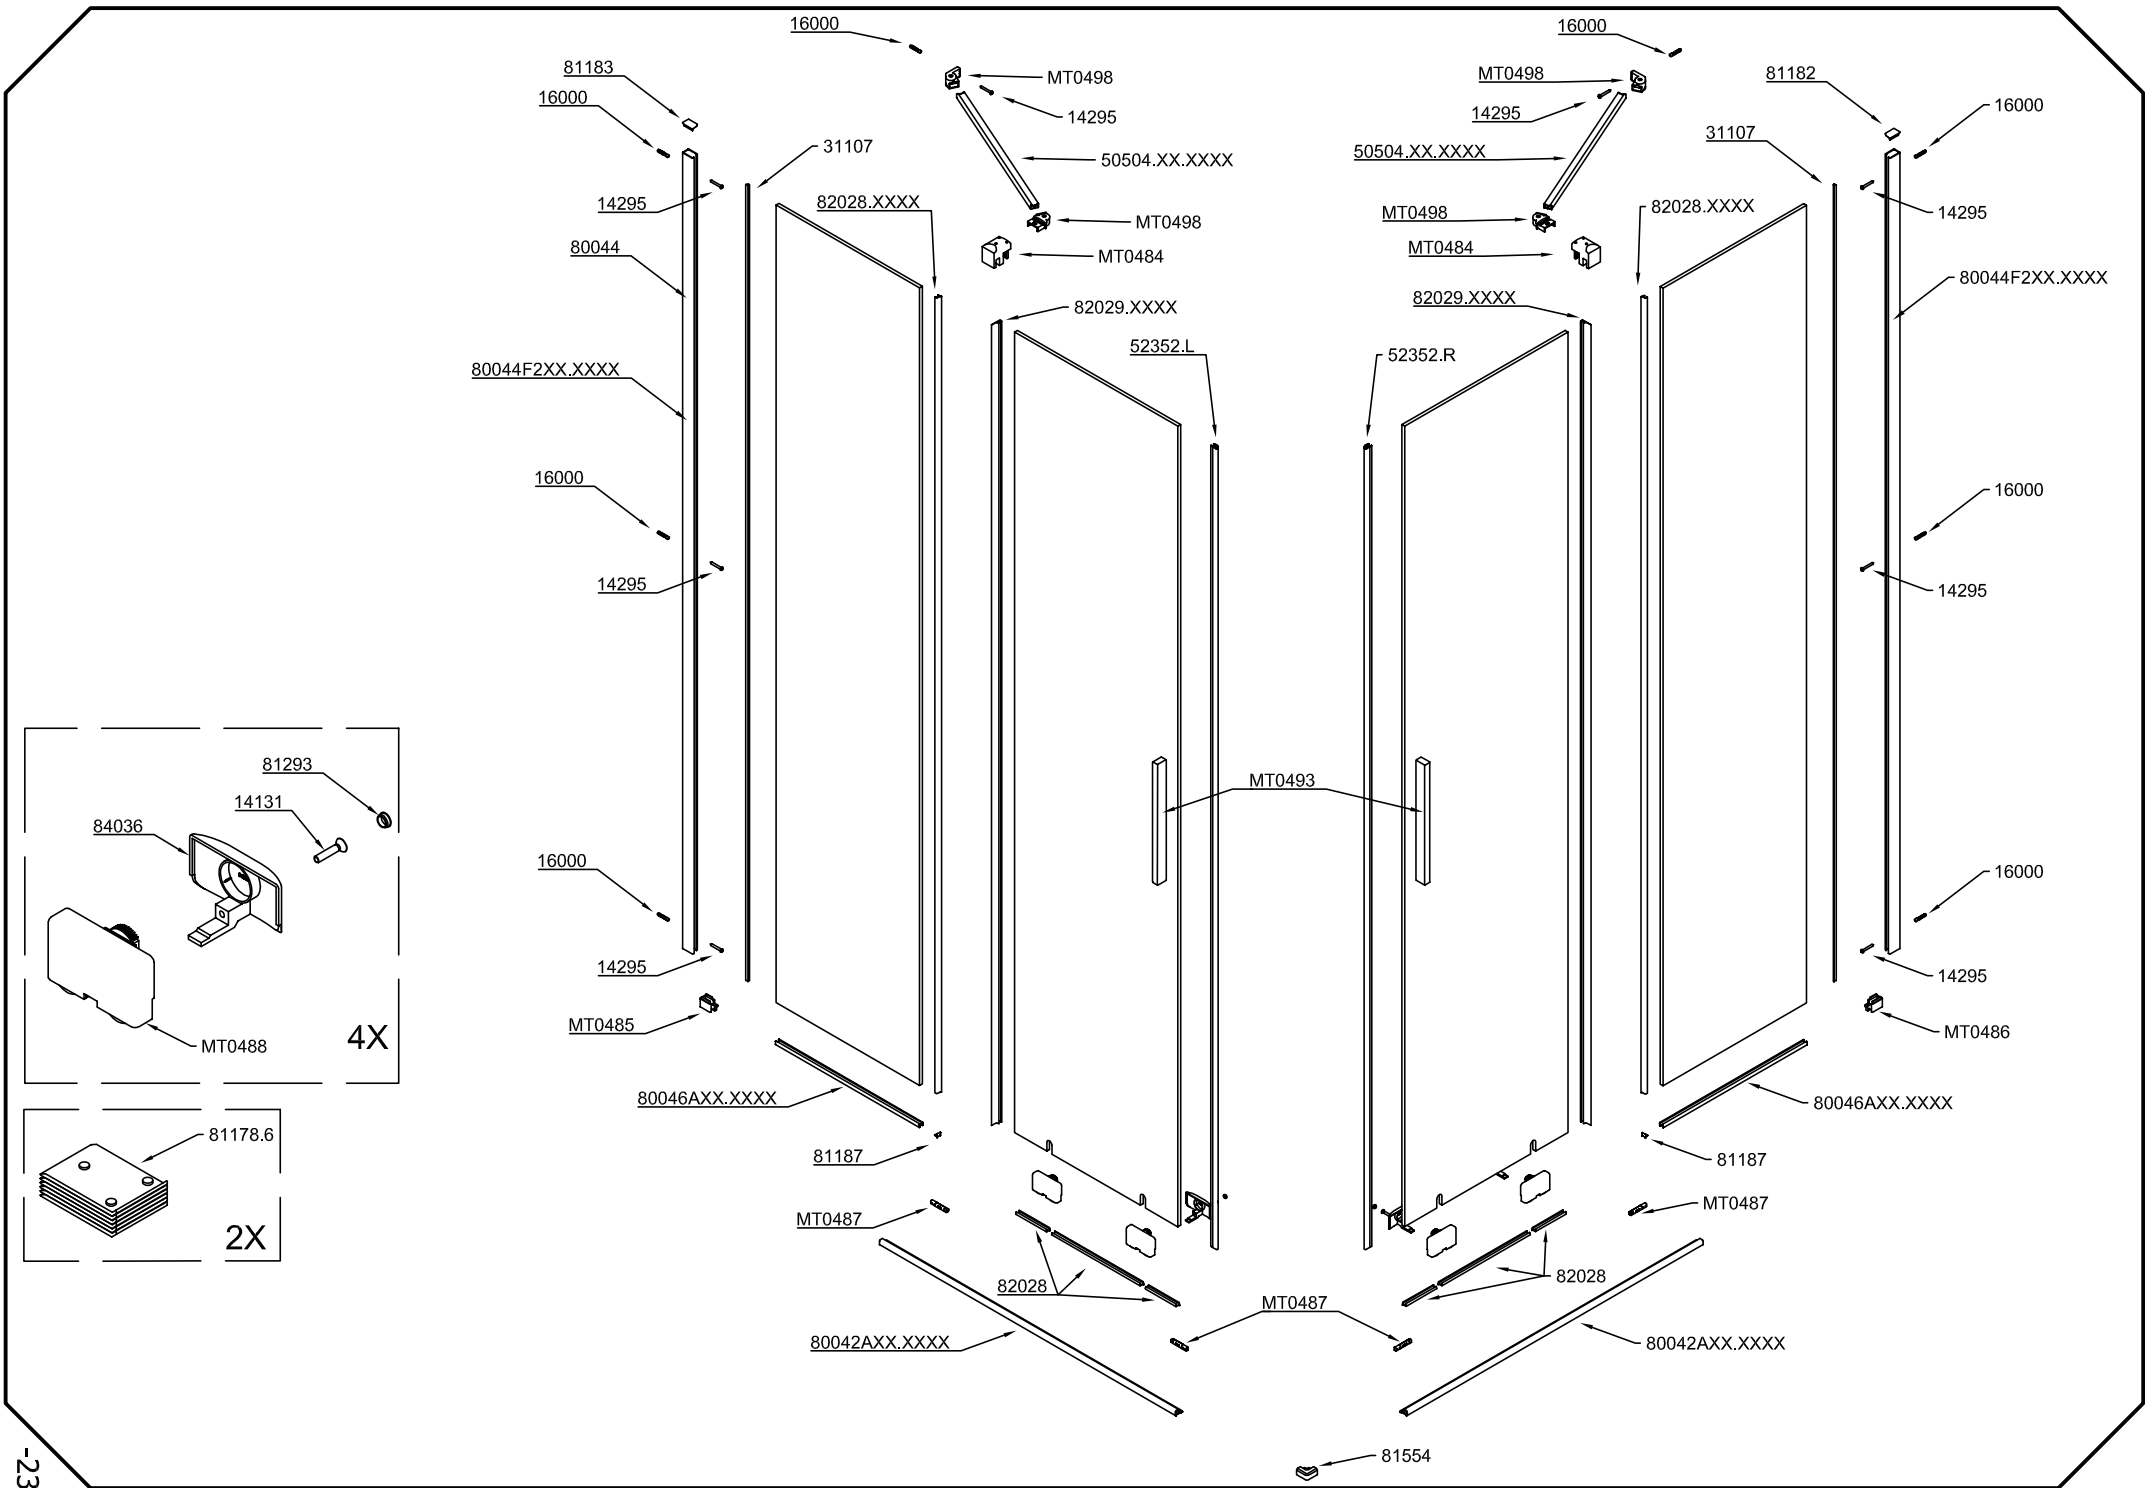 16000
16000
81183
MT0498
MT0498
81182
16000
16000
14295
14295
31107
31107
50504.XX.XXXX
50504.XX.XXXX
14295
82028.XXXX
MT0498
MT0498
82028.XXXX
14295
80044
MT0484
MT0484
82029.XXXX
82029.XXXX
80044F2XX.XXXX
52352.L
52352.R
80044F2XX.XXXX
16000
16000
14295
14295
MT0493
81293
14131
84036
16000
16000
14295
14295
MT0485
MT0486
MT0488
4X
80046AXX.XXXX
80046AXX.XXXX
81178.6
81187
81187
MT0487
MT0487
2X
82028
82028
MT0487
80042AXX.XXXX
80042AXX.XXXX
81554
-23